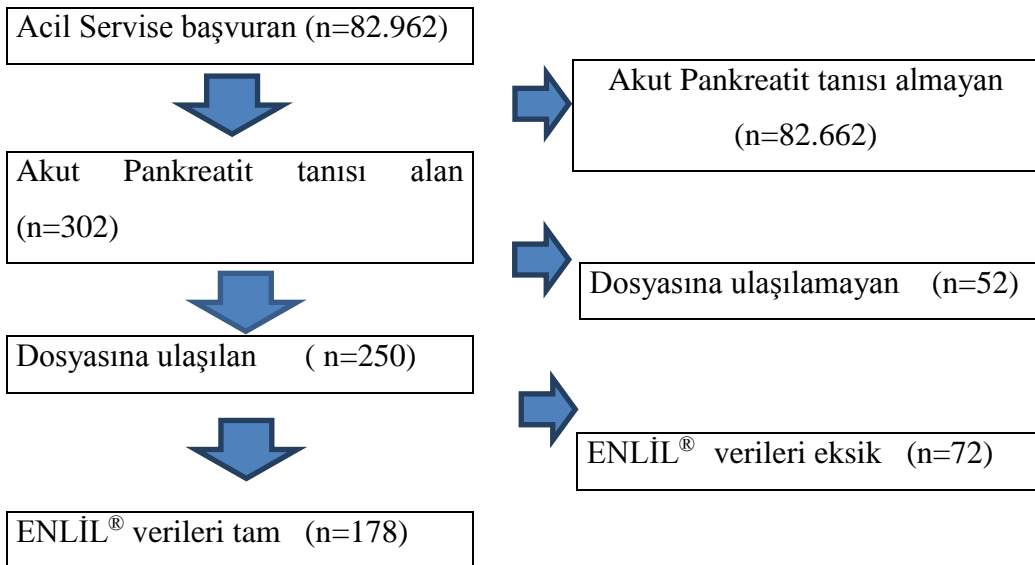 Acil Servise başvuran (n=82.962)
Akut Pankreatit tanısı almayan
(n=82.662)
Akut Pankreatit tanısı alan
(n=302)
Dosyasına ulaşılamayan (n=52)
Dosyasına ulaşılan ( n=250)
ENLİL® verileri eksik (n=72)
ENLİL® verileri tam (n=178)